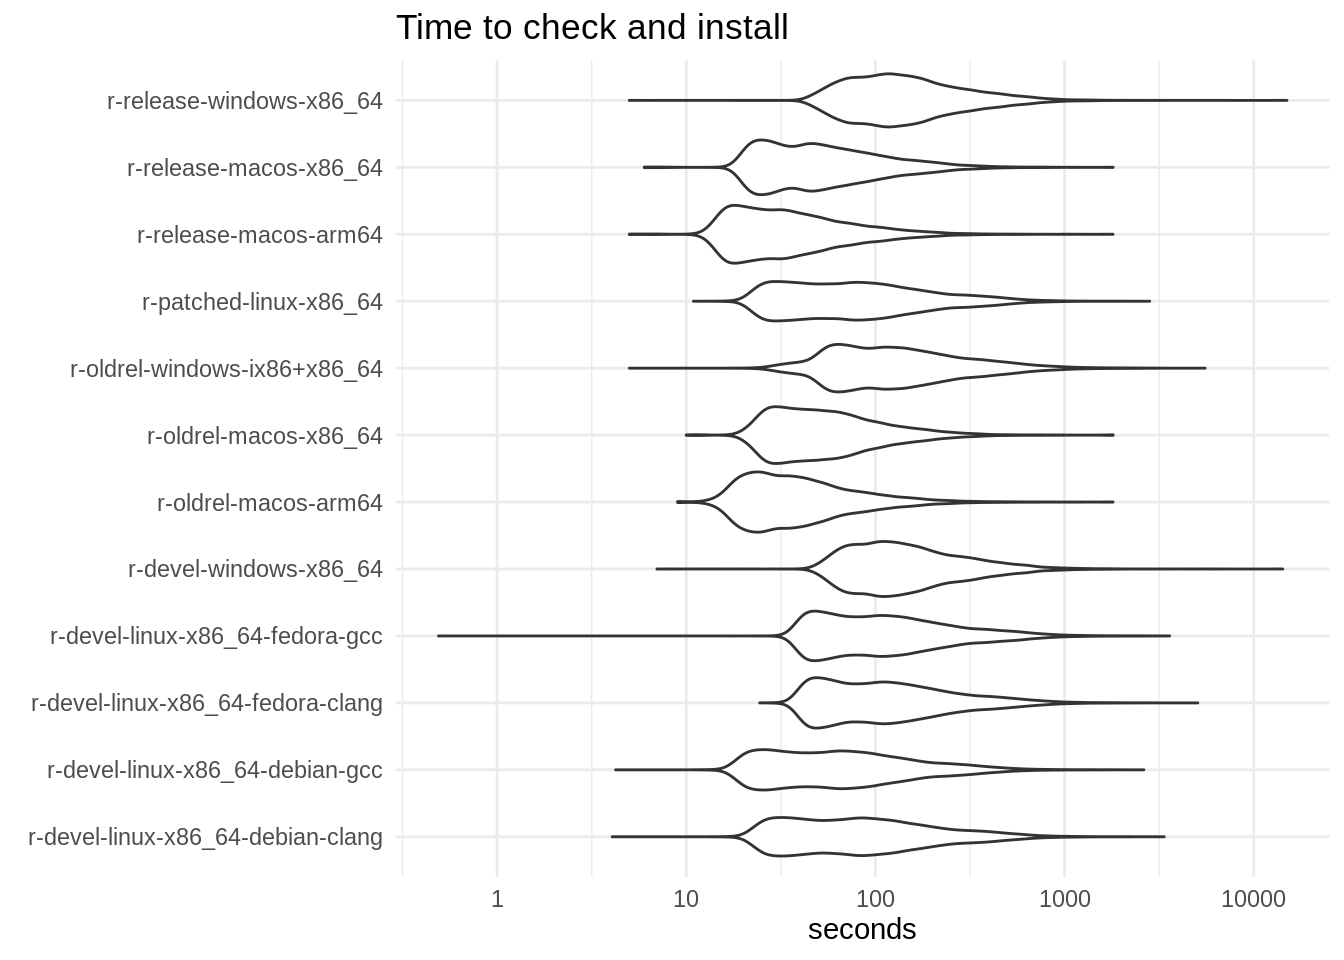 Time to check and install
r-release-windows-x86_64
r-release-macos-x86_64
r-release-macos-arm64
r-patched-linux-x86_64
r-oldrel-windows-ix86+x86_64
r-oldrel-macos-x86_64
r-oldrel-macos-arm64
r-devel-windows-x86_64
r-devel-linux-x86_64-fedora-gcc
r-devel-linux-x86_64-fedora-clang
r-devel-linux-x86_64-debian-gcc
r-devel-linux-x86_64-debian-clang
1 10 100 1000 10000
seconds